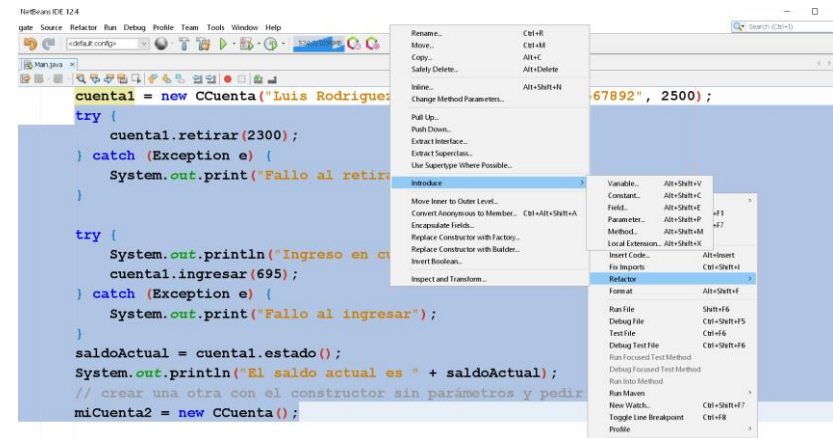 NetBeans IDE 12.4
gate Source Refactor Run Debug Profile Team Tools Window Help
Search (Ctrl+I)
<default config>
Main.java
cuenta1 = new CCuenta("Luis Rodriguez
67892", 2500);
try {
cuenta1.retirar(2300);
} catch (Exception e) {
System.out.print("Fallo al retira
}
try {
System.out.println("Ingreso en cu
cuenta1.ingresar(695);
} catch (Exception e) {
System.out.print("Fallo al ingresar");
}
saldoActual = cuenta1.estado();
System.out.println("El saldo actual es " + saldoActual);
// crear una otra con el constructor sin parámetros y pedir
miCuenta2 = new CCuenta();
Rename... Ctrl+R
Move... Ctrl+M
Copy... Alt+C
Safely Delete... Alt+Delete
Inline... Alt+Shift+N
Change Method Parameters...
Pull Up...
Push Down...
Extract Interface...
Extract Superclass...
Use Supertype Where Possible...
Introduce
Move Inner to Outer Level...
Convert Anonymous to Member... Ctrl+Alt+Shift+A
Encapsulate Fields...
Replace Constructor with Factory...
Replace Constructor with Builder...
Invert Boolean...
Inspect and Transform...
Variable... Alt+Shift+V
Constant... Alt+Shift+C
Field... Alt+Shift+E
Parameter... Alt+Shift+P
Method... Alt+Shift+M
Local Extension... Alt+Shift+X
+F1
+F7
Insert Code... Alt+Insert
Fix Imports Ctrl+Shift+I
Refactor
Format Alt+Shift+F
Run File Shift+F6
Debug File Ctrl+Shift+F5
Test File Ctrl+F6
Debug Test File Ctrl+Shift+F6
Run Focused Test Method
Debug Focused Test Method
Run Into Method
Run Maven
New Watch... Ctrl+Shift+F7
Toggle Line Breakpoint Ctrl+F8
Profile